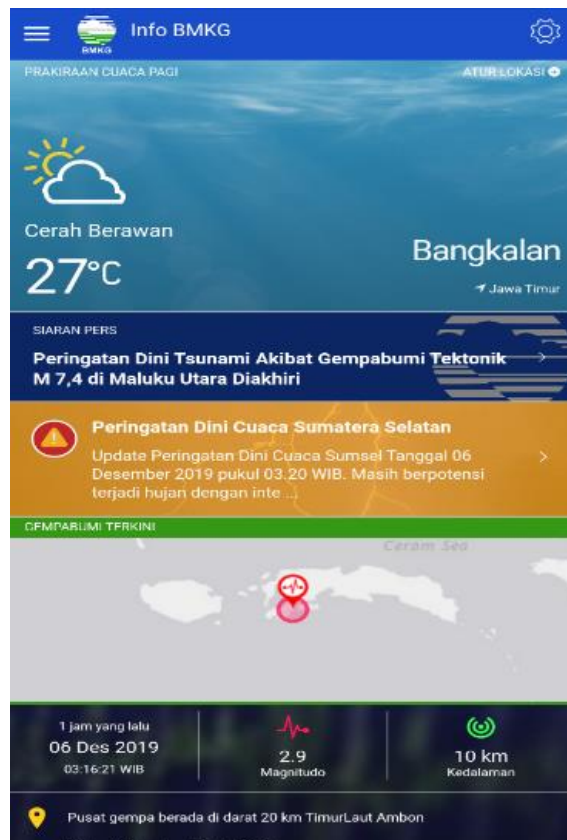 Info BMKG
BMKG
PRAKIRAAN CUACA PAGI
ATUR LOKASI
Cerah Berawan
27°C
Bangkalan
Jawa Timur
SIARAN PERS
Peringatan Dini Tsunami Akibat Gempabumi Tektonik
M 7,4 di Maluku Utara Diakhiri
Peringatan Dini Cuaca Sumatera Selatan
Update Peringatan Dini Cuaca Sumsel Tanggal 06
Desember 2019 pukul 03.20 WIB. Masih berpotensi
terjadi hujan dengan inte ...
GEMPABUMI TERKINI
Ceram Sea
1 jam yang lalu
06 Des 2019
03:16:21 WIB
2.9
Magnitudo
10 km
Kedalaman
Pusat gempa berada di darat 20 km TimurLaut Ambon